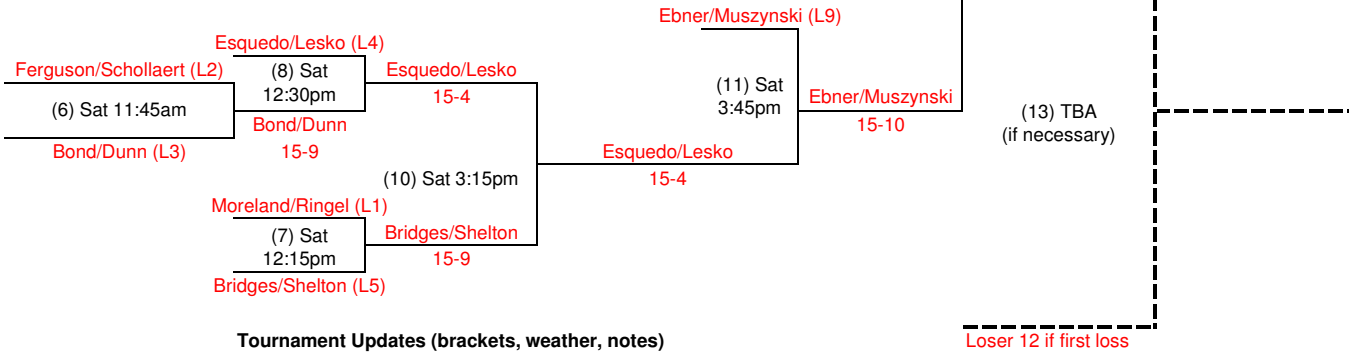 Ebner/Muszynski (L9)
Esquedo/Lesko (L4)
Ferguson/Schollaert (L2)
(8) Sat
12:30pm
Esquedo/Lesko
15-4
(6) Sat 11:45am
Bond/Dunn
15-9
Bond/Dunn (L3)
(11) Sat
3:45pm
Ebner/Muszynski
15-10
(13) TBA
(if necessary)
Esquedo/Lesko
15-4
(10) Sat 3:15pm
Moreland/Ringel (L1)
(7) Sat
12:15pm
Bridges/Shelton
15-9
Bridges/Shelton (L5)
Tournament Updates (brackets, weather, notes)
Loser 12 if first loss